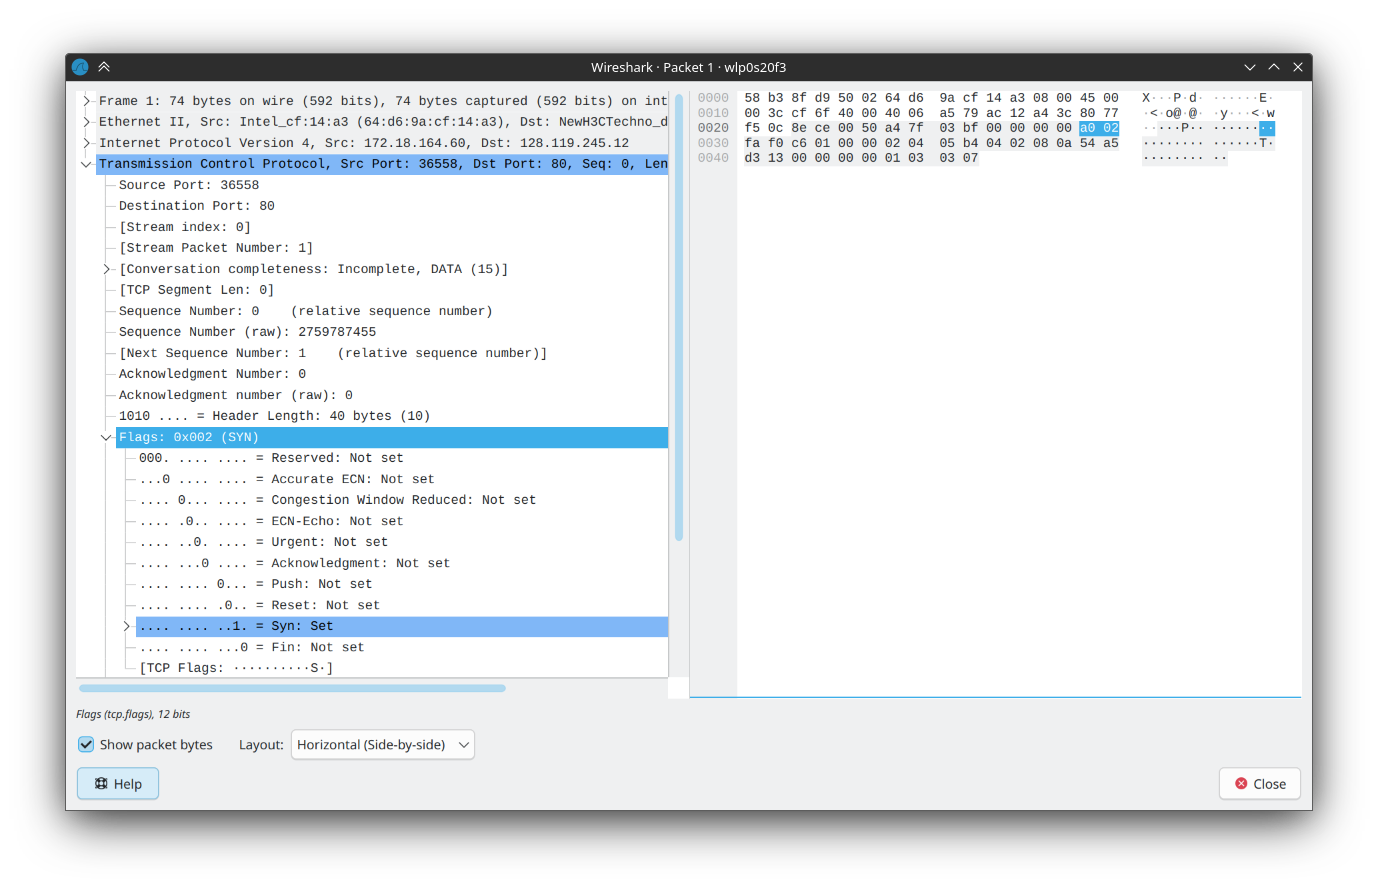 Wireshark · Packet 1 · wlp0s20f3
Frame 1: 74 bytes on wire (592 bits), 74 bytes captured (592 bits) on int
Ethernet II, Src: Intel_cf:14:a3 (64:d6:9a:cf:14:a3), Dst: NewH3CTechno_d
Internet Protocol Version 4, Src: 172.18.164.60, Dst: 128.119.245.12
Transmission Control Protocol, Src Port: 36558, Dst Port: 80, Seq: 0, Len
Source Port: 36558
Destination Port: 80
[Stream index: 0]
[Stream Packet Number: 1]
[Conversation completeness: Incomplete, DATA (15)]
[TCP Segment Len: 0]
Sequence Number: 0    (relative sequence number)
Sequence Number (raw): 2759787455
[Next Sequence Number: 1    (relative sequence number)]
Acknowledgment Number: 0
Acknowledgment number (raw): 0
1010 .... = Header Length: 40 bytes (10)
Flags: 0x002 (SYN)
000. .... .... = Reserved: Not set
...0 .... .... = Accurate ECN: Not set
.... 0... .... = Congestion Window Reduced: Not set
.... .0.. .... = ECN-Echo: Not set
.... ..0. .... = Urgent: Not set
.... ...0 .... = Acknowledgment: Not set
.... .... 0... = Push: Not set
.... .... .0.. = Reset: Not set
.... .... ..1. = Syn: Set
.... .... ...0 = Fin: Not set
[TCP Flags: ··········S·]
0000 58 b3 8f d9 50 02 64 d6 9a cf 14 a3 08 00 45 00 X···P·d· ······E·
0010 00 3c cf 6f 40 00 40 06 a5 79 ac 12 a4 3c 80 77 ·<·o@·@· ·y···<·w
0020 f5 0c 8e ce 00 50 a4 7f 03 bf 00 00 00 00 a0 02 ·····P·· ········
0030 fa f0 c6 01 00 00 02 04 05 b4 04 02 08 0a 54 a5 ········ ······T·
0040 d3 13 00 00 00 00 01 03 03 07 ········ ··
Flags (tcp.flags), 12 bits
Show packet bytes Layout: Horizontal (Side-by-side)
Help Close